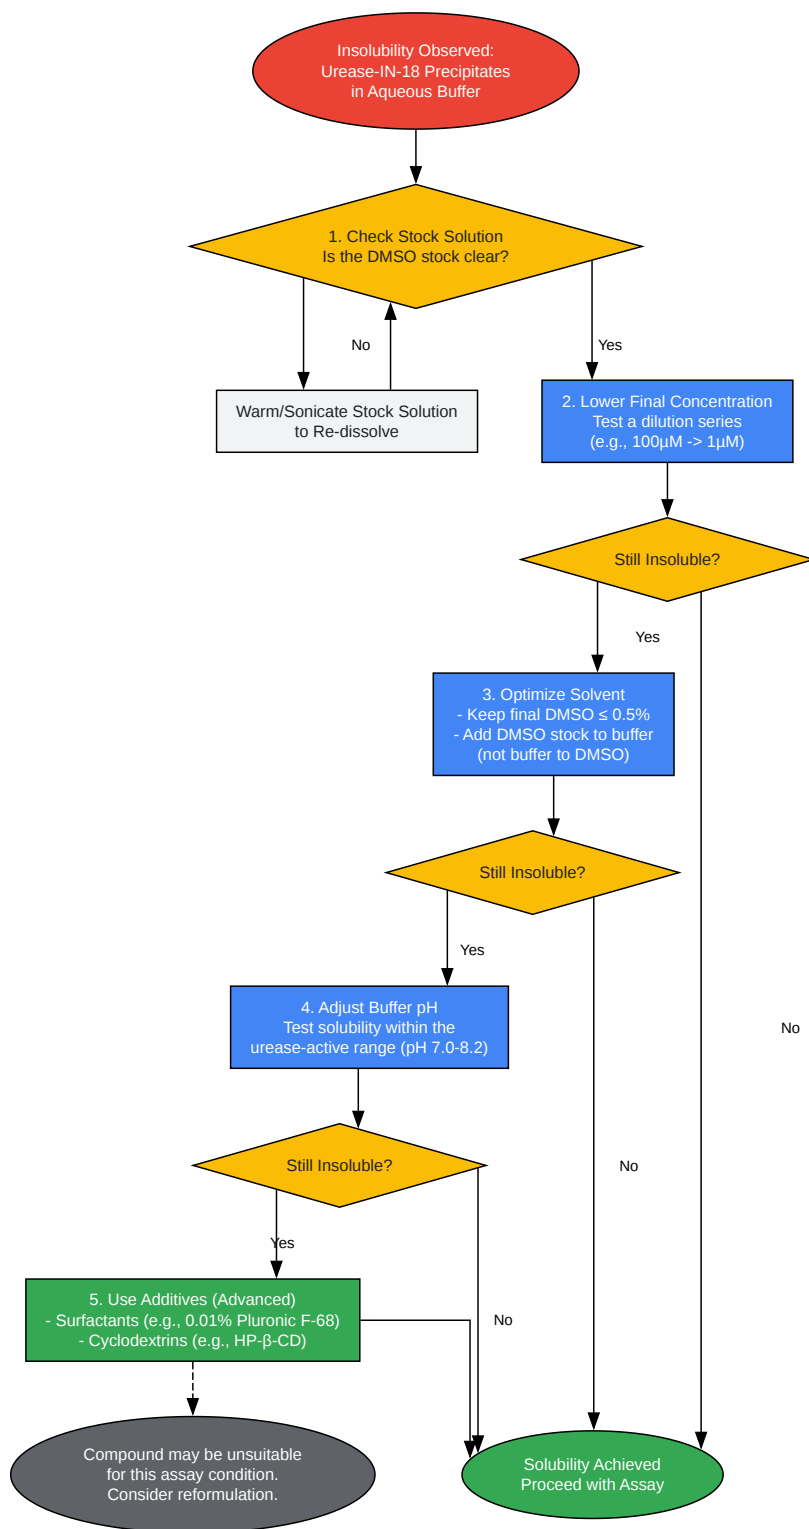 Insolubility Observed:
Urease-IN-18 Precipitates
in Aqueous Buffer
1. Check Stock Solution
Is the DMSO stock clear?
No
Yes
Warm/Sonicate Stock Solution
to Re-dissolve
2. Lower Final Concentration
Test a dilution series
(e.g., 100µM -> 1µM)
Still Insoluble?
Yes
3. Optimize Solvent
- Keep final DMSO ≤ 0.5%
- Add DMSO stock to buffer
(not buffer to DMSO)
Still Insoluble?
Yes
4. Adjust Buffer pH
Test solubility within the
urease-active range (pH 7.0-8.2)
No
Still Insoluble?
No
Yes
5. Use Additives (Advanced)
- Surfactants (e.g., 0.01% Pluronic F-68)
- Cyclodextrins (e.g., HP-β-CD)
No
Compound may be unsuitable
for this assay condition.
Consider reformulation.
Solubility Achieved
Proceed with Assay